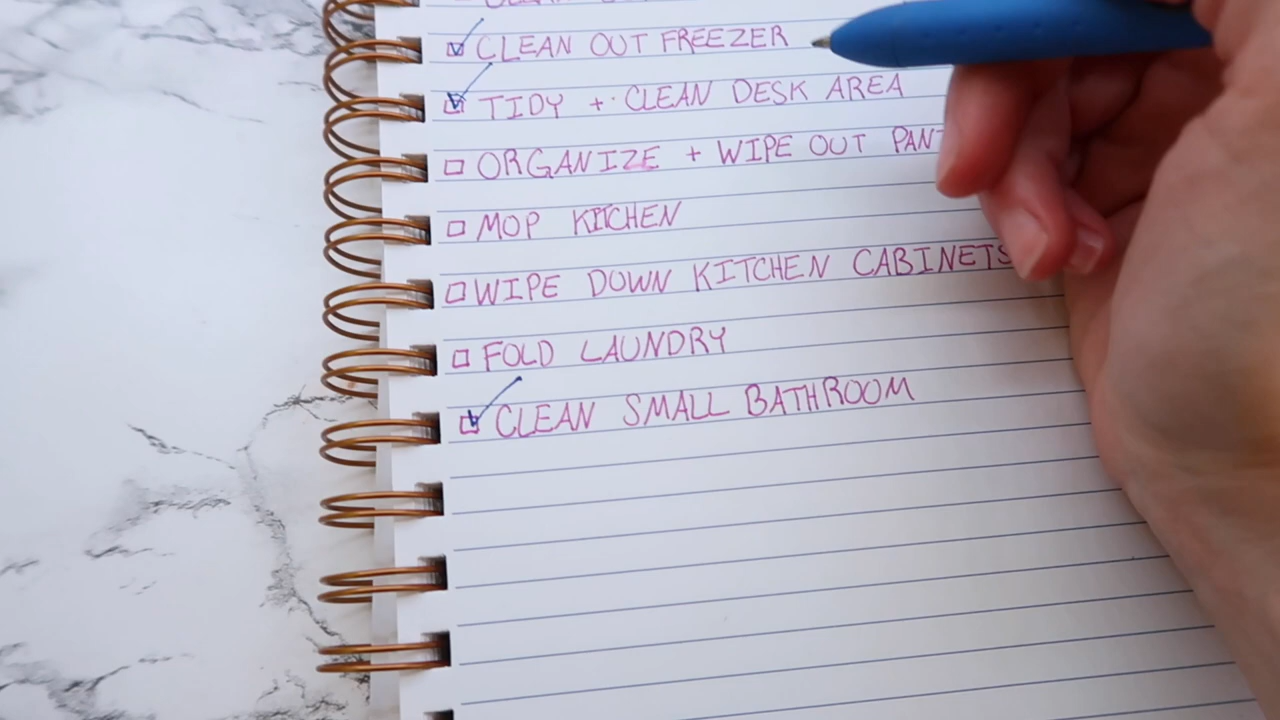 CLEAN OUT FREEZER
TIDY + CLEAN DESK AREA
ORGANIZE + WIPE OUT
MOP KITCHEN
WIPE DOWN KITCHEN CABINETS
FOLD LAUNDRY
CLEAN SMALL BATHROOM